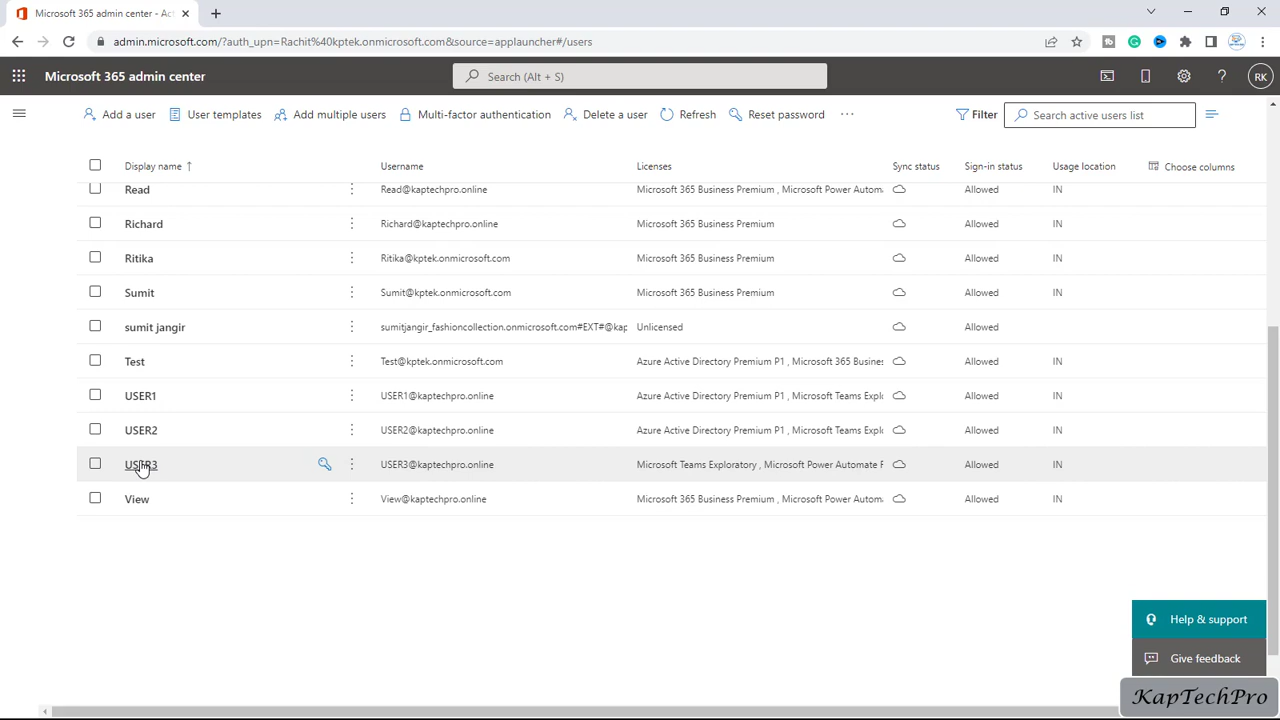 Microsoft 365 admin center - Act
admin.microsoft.com/?auth_upn=Rachit%40kptek.onmicrosoft.com&source=applauncher#/users
Microsoft 365 admin center
Search (Alt + S)
RK
Add a user
User templates
Add multiple users
Multi-factor authentication
Delete a user
Refresh
Reset password
Filter
Search active users list
Display name ↑ Username Licenses Sync status Sign-in status Usage location Choose columns
Read Read@kaptechpro.online Microsoft 365 Business Premium , Microsoft Power Autom Allowed IN
Richard Richard@kaptechpro.online Microsoft 365 Business Premium Allowed IN
Ritika Ritika@kptek.onmicrosoft.com Microsoft 365 Business Premium Allowed IN
Sumit Sumit@kptek.onmicrosoft.com Microsoft 365 Business Premium Allowed IN
sumit jangir sumitjangir_fashioncollection.onmicrosoft.com#EXT#@kap Unlicensed Allowed IN
Test Test@kptek.onmicrosoft.com Azure Active Directory Premium P1 , Microsoft 365 Busines Allowed IN
USER1 USER1@kaptechpro.online Azure Active Directory Premium P1 , Microsoft Teams Explo Allowed IN
USER2 USER2@kaptechpro.online Azure Active Directory Premium P1 , Microsoft Teams Explo Allowed IN
USER3 USER3@kaptechpro.online Microsoft Teams Exploratory , Microsoft Power Automate F Allowed IN
View View@kaptechpro.online Microsoft 365 Business Premium , Microsoft Power Autom Allowed IN
Help & support
Give feedback
KapTechPro